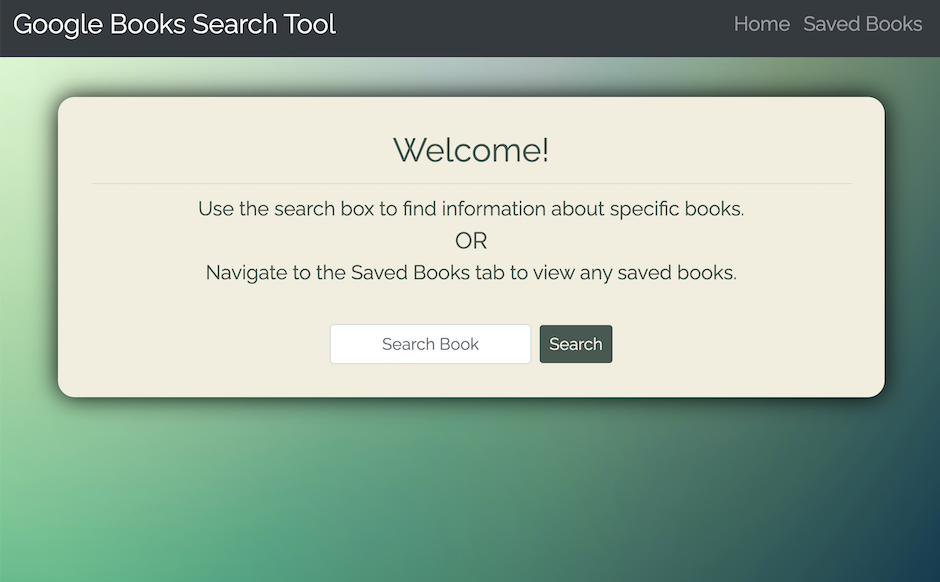 Google Books Search Tool
Home Saved Books
Welcome!
Use the search box to find information about specific books.
OR
Navigate to the Saved Books tab to view any saved books.
Search Book
Search